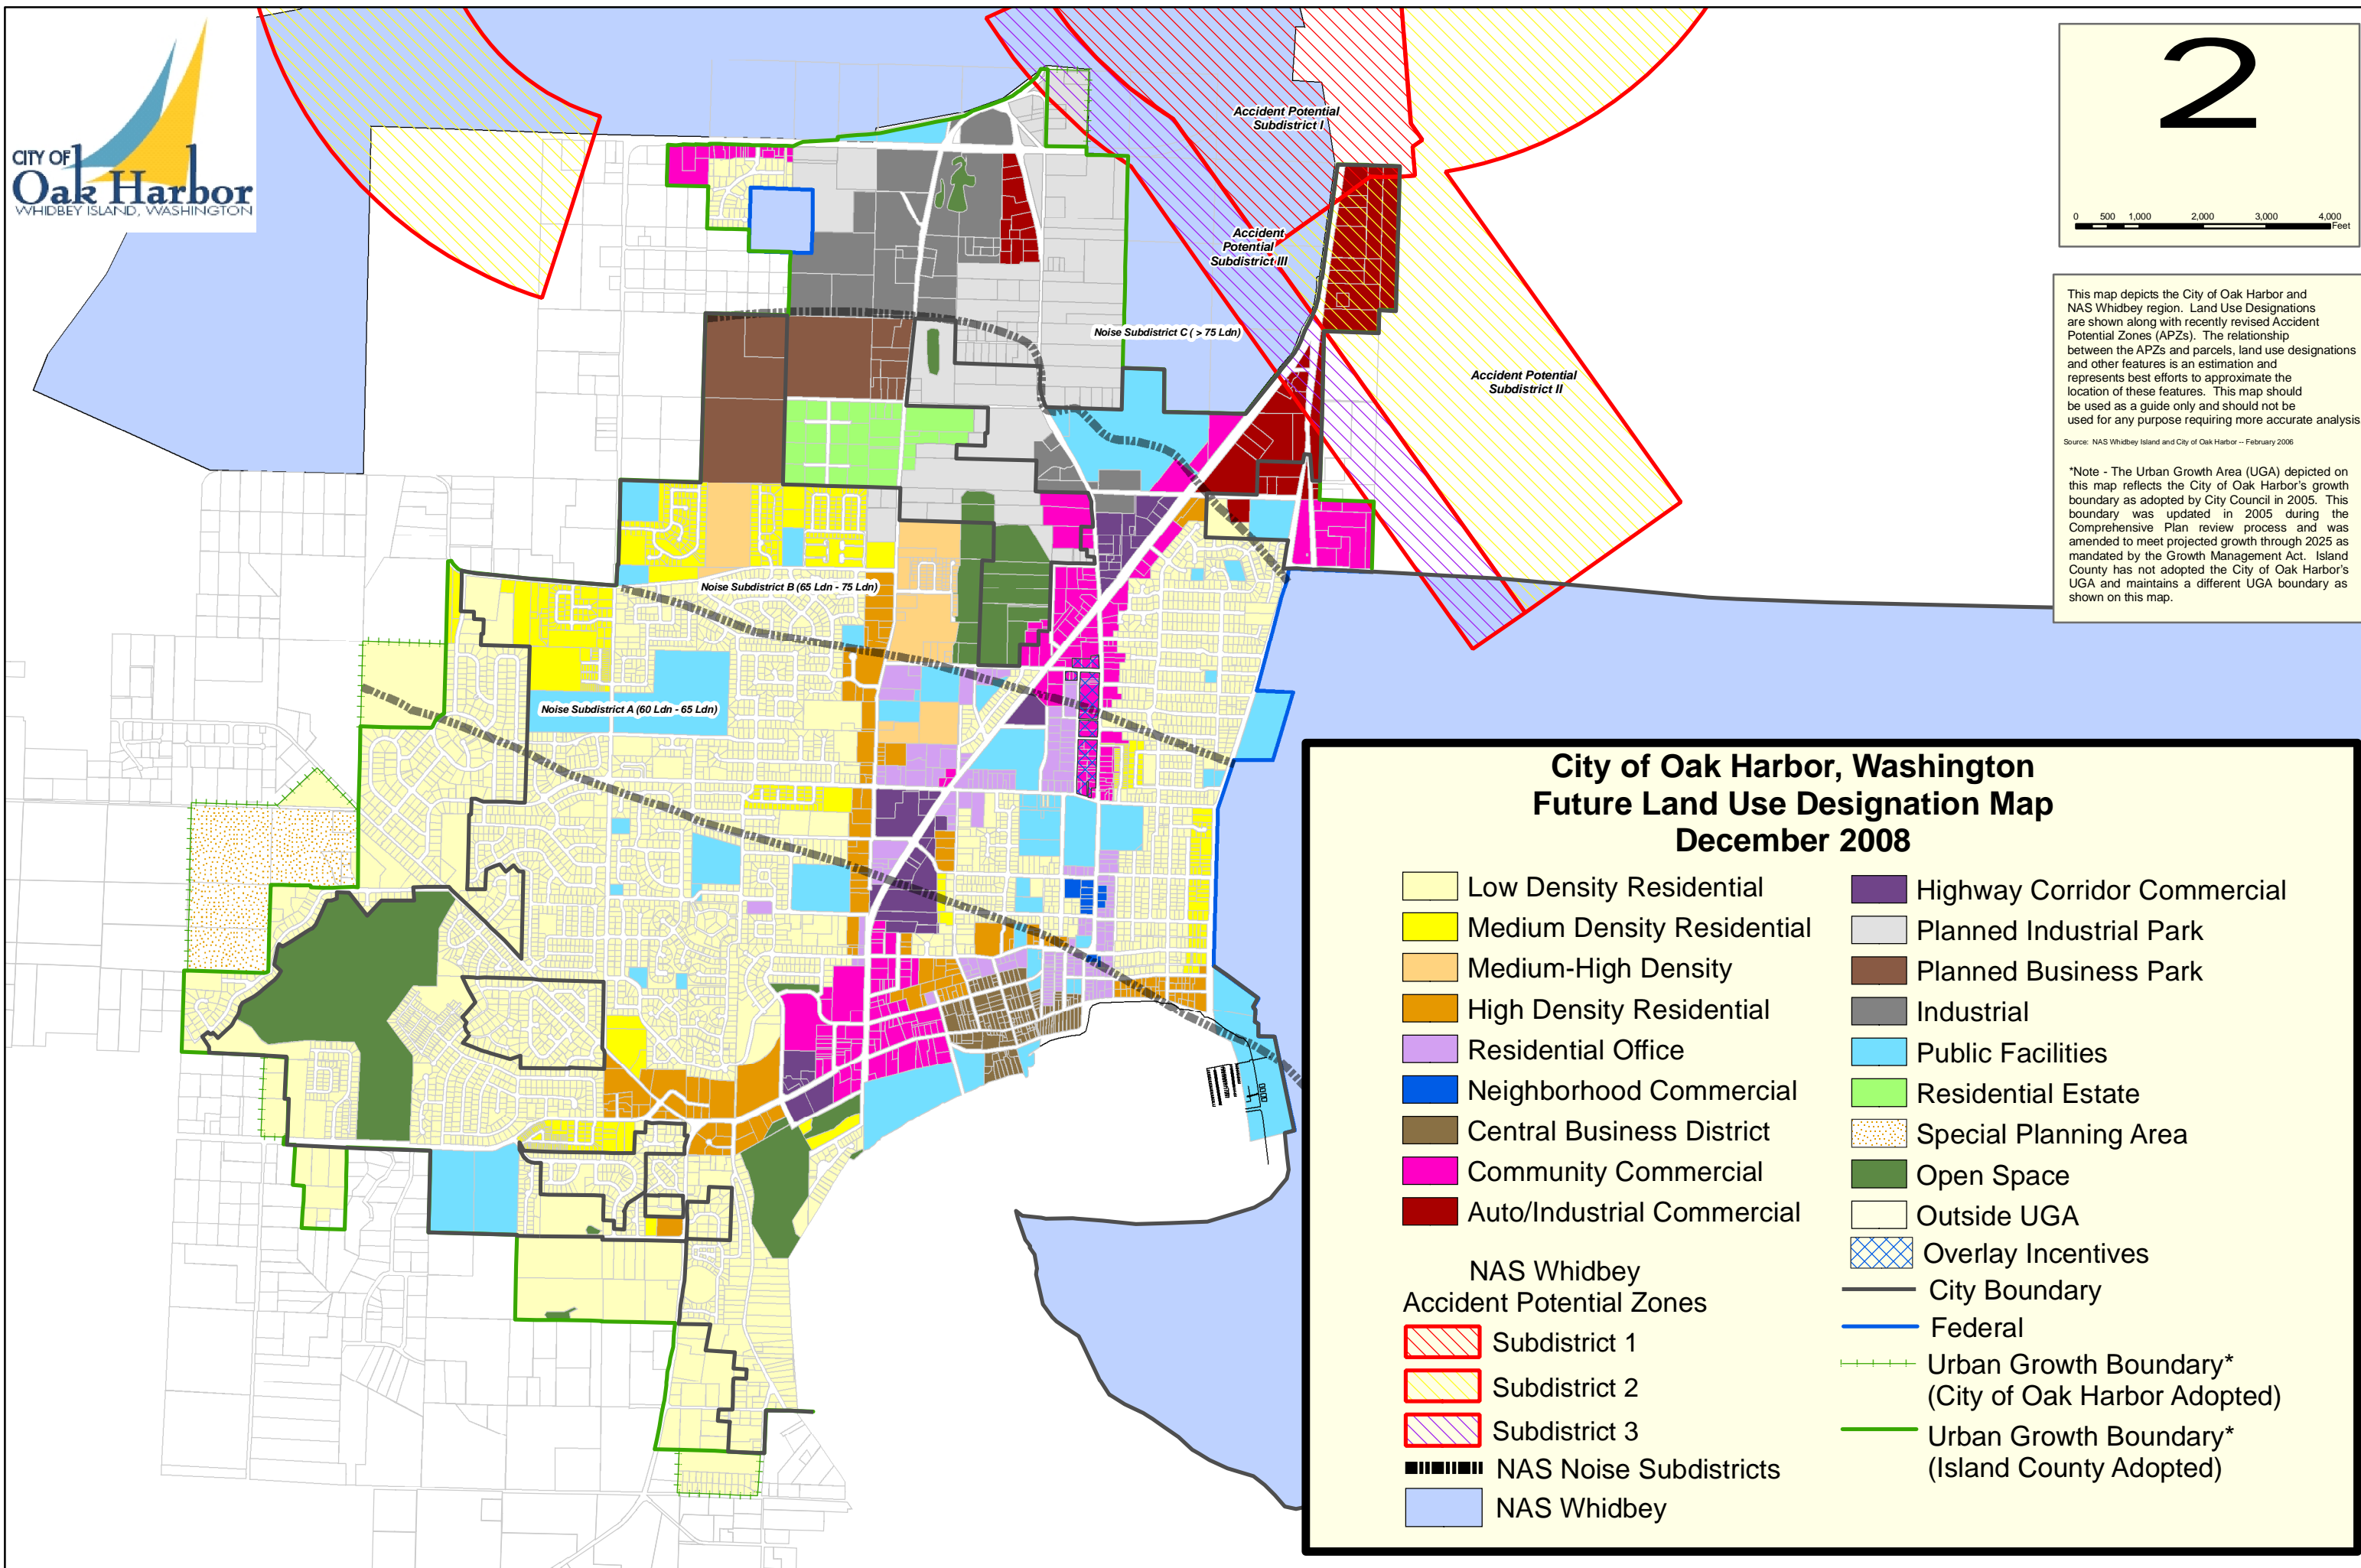 CITY OF
Oak Harbor
WHIDBEY ISLAND, WASHINGTON
2
0 500 1,000 2,000 3,000 4,000
Feet
This map depicts the City of Oak Harbor and
NAS Whidbey region. Land Use Designations
are shown along with recently revised Accident
Potential Zones (APZs). The relationship
between the APZs and parcels, land use designations
and other features is an estimation and
represents best efforts to approximate the
location of these features. This map should
be used as a guide only and should not be
used for any purpose requiring more accurate analysis
Source: NAS Whidbey Island and City of Oak Harbor -- February 2006
*Note - The Urban Growth Area (UGA) depicted on
this map reflects the City of Oak Harbor's growth
boundary as adopted by City Council in 2005. This
boundary was updated in 2005 during the
Comprehensive Plan review process and was
amended to meet projected growth through 2025 as
mandated by the Growth Management Act. Island
County has not adopted the City of Oak Harbor's
UGA and maintains a different UGA boundary as
shown on this map.
Accident Potential
Subdistrict I
Accident
Potential
Subdistrict III
Noise Subdistrict C ( > 75 Ldn)
Accident Potential
Subdistrict II
Noise Subdistrict B (65 Ldn - 75 Ldn)
Noise Subdistrict A (60 Ldn - 65 Ldn)
City of Oak Harbor, Washington
Future Land Use Designation Map
December 2008
Low Density Residential
Medium Density Residential
Medium-High Density
High Density Residential
Residential Office
Neighborhood Commercial
Central Business District
Community Commercial
Auto/Industrial Commercial
NAS Whidbey
Accident Potential Zones
Subdistrict 1
Subdistrict 2
Subdistrict 3
NAS Noise Subdistricts
NAS Whidbey
Highway Corridor Commercial
Planned Industrial Park
Planned Business Park
Industrial
Public Facilities
Residential Estate
Special Planning Area
Open Space
Outside UGA
Overlay Incentives
City Boundary
Federal
Urban Growth Boundary*
(City of Oak Harbor Adopted)
Urban Growth Boundary*
(Island County Adopted)